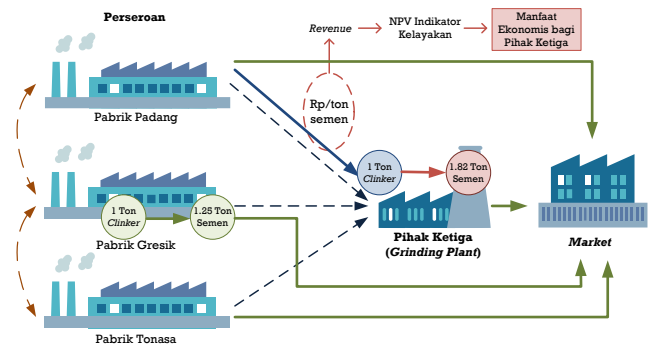 Perseroan
Revenue
NPV Indikator
Kelayakan
Manfaat
Ekonomis bagi
Pihak Ketiga
Rp/ton
semen
Pabrik Padang
1 Ton
Clinker
1.82 Ton
Semen
1 Ton
Clinker
1.25 Ton
Semen
Pabrik Gresik
Pihak Ketiga
(Grinding Plant)
Market
Pabrik Tonasa